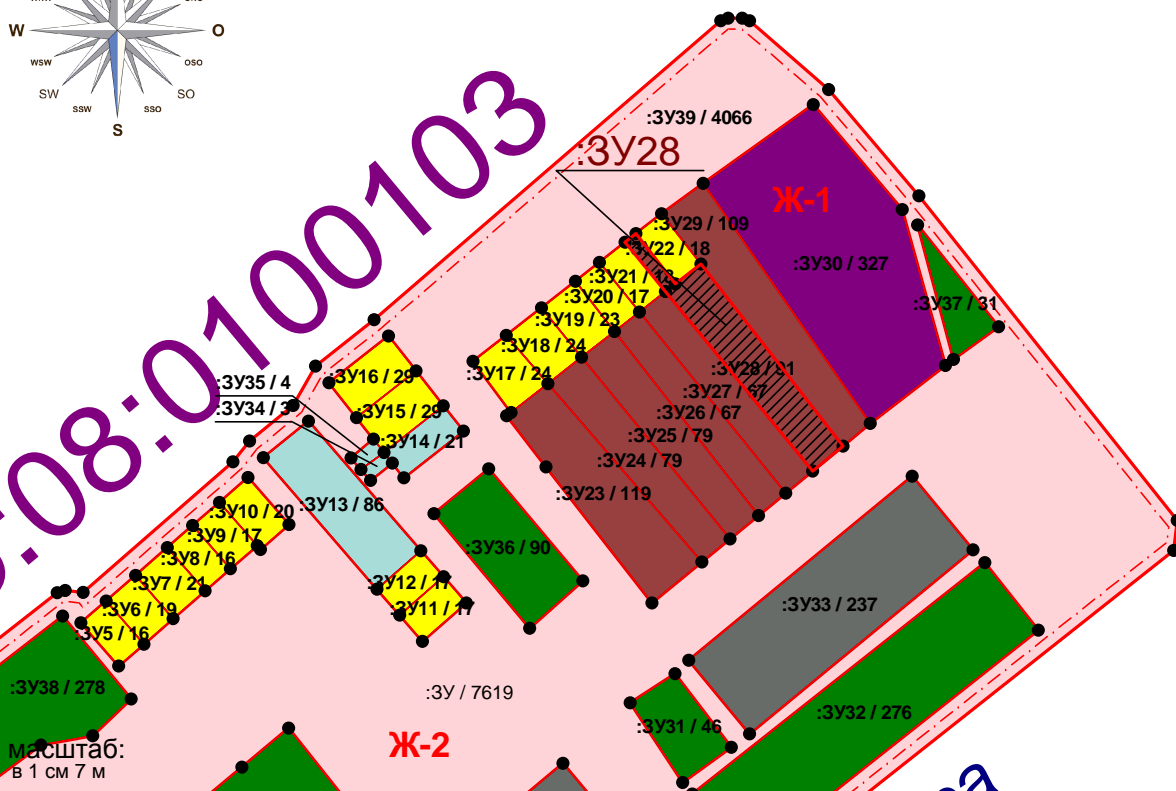 W
O
WSW
OSO
SW
SO
SSW
SSO
S
:08:0100103
:ЗУ39 / 4066
:ЗУ28
Ж-1
:ЗУ29 / 109
:ЗУ22 / 18
:ЗУ30 / 327
:ЗУ21 /
:ЗУ20 / 17
:ЗУ37 / 31
:ЗУ19 / 23
:ЗУ18 / 24
:ЗУ17 / 24
:ЗУ28 /
:ЗУ16 / 29
:ЗУ35 / 4
:ЗУ27 / 67
:ЗУ34 / 3
:ЗУ15 / 29
:ЗУ26 / 67
:ЗУ14 / 21
:ЗУ25 / 79
:ЗУ24 / 79
:ЗУ23 / 119
:ЗУ13 / 86
:ЗУ10 / 20
:ЗУ9 / 17
:ЗУ36 / 90
:ЗУ8 / 16
:ЗУ7 / 21
:ЗУ12 / 17
:ЗУ6 / 19
:ЗУ11 / 17
:ЗУ33 / 237
:ЗУ5 / 16
:ЗУ38 / 278
:ЗУ / 7619
:ЗУ32 / 276
:ЗУ31 / 46
Ж-2
масштаб:
в 1 см 7 м